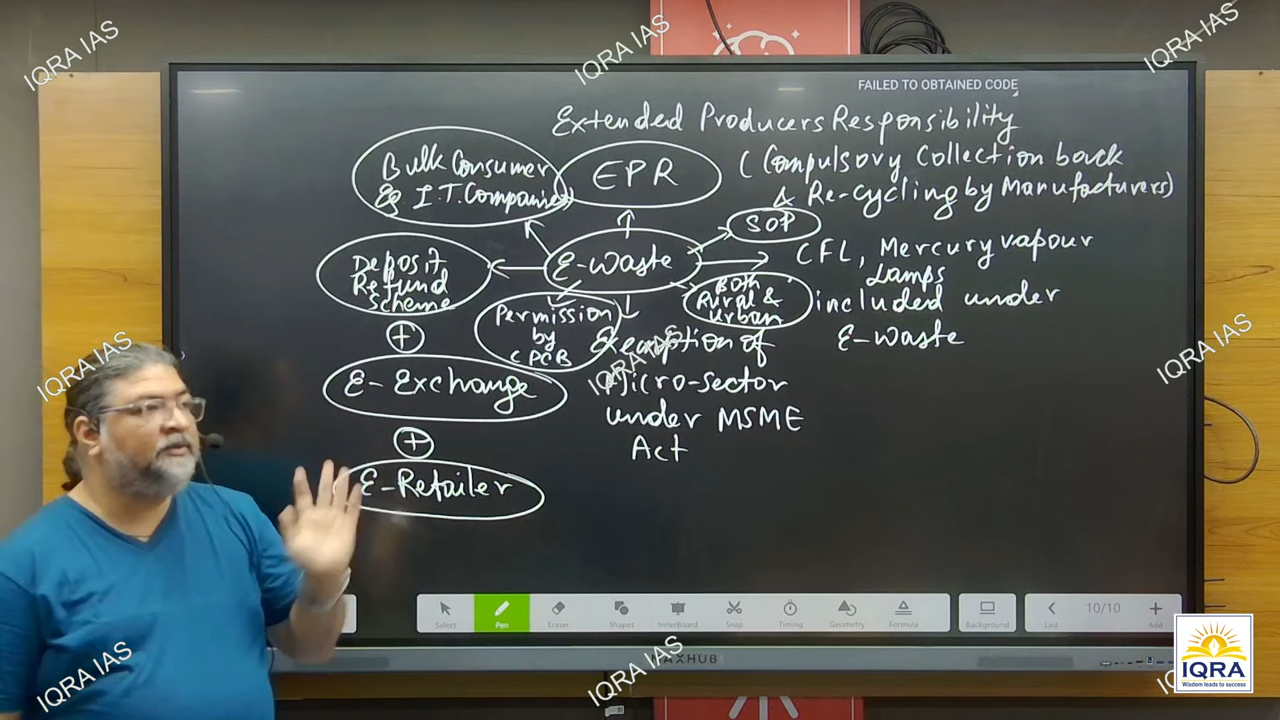 IQRA IAS
IQRA IAS
IQRA IAS
FAILED TO OBTAINED CODE
Extended Producers Responsibility
(Compulsory Collection back
& Re-cycling by Manufacturers)
EPR
Bulk Consumer
& I.T. Companies
SOP
E-waste
CFL, Mercury vapour
Lamps
included under
E-waste
Deposit
Refund
Scheme
Both
Rural &
Urban
Permission
by
CPCB
Exemption of
Micro-sector
under MSME
Act
+
E-Exchange
+
E-Retailer
IQRA IAS
IQRA IAS
IQRA IAS
Select
Pen
Eraser
Shapes
InnerBoard
Snap
Timing
Geometry
Formula
Background
Last
10/10
Add
MAXHUB
IQRA IAS
IQRA IAS
IQRA
Wisdom leads to success